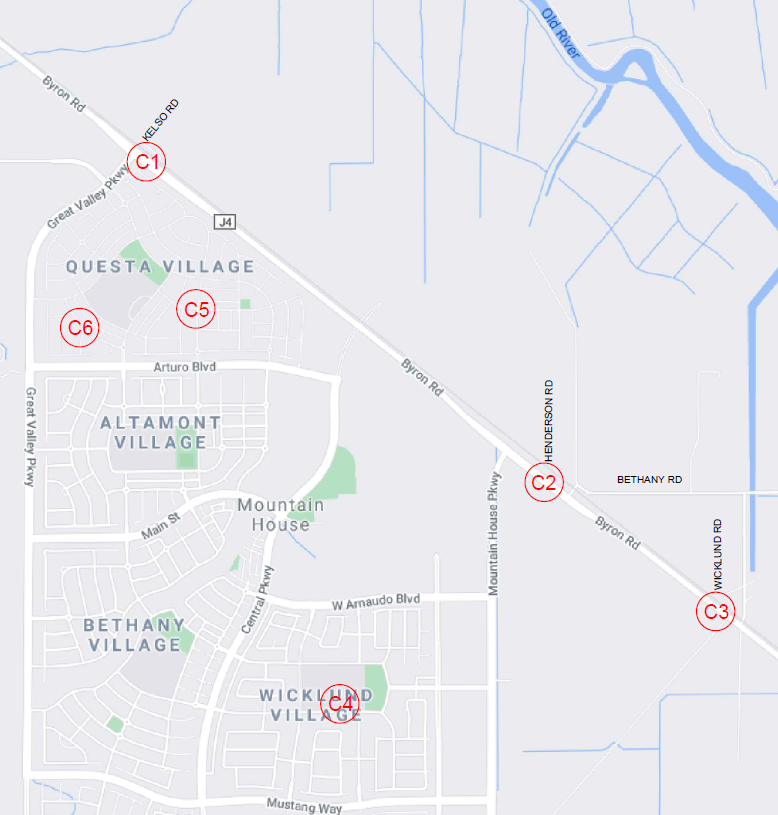 Old River
Byron Rd
KELSO RD
C1
Great Valley Pkwy
J4
QUESTA VILLAGE
C5
C6
Arturo Blvd
Byron Rd
Great Valley Pkwy
HENDERSON RD
ALTAMONT
VILLAGE
C2
BETHANY RD
Mountain House Pkwy
Mountain
House
Main St
Byron Rd
WICKLUND RD
Central Pkwy
W Arnaudo Blvd
C3
BETHANY
VILLAGE
WICKLUND
C4
VILLAGE
Mustang Way